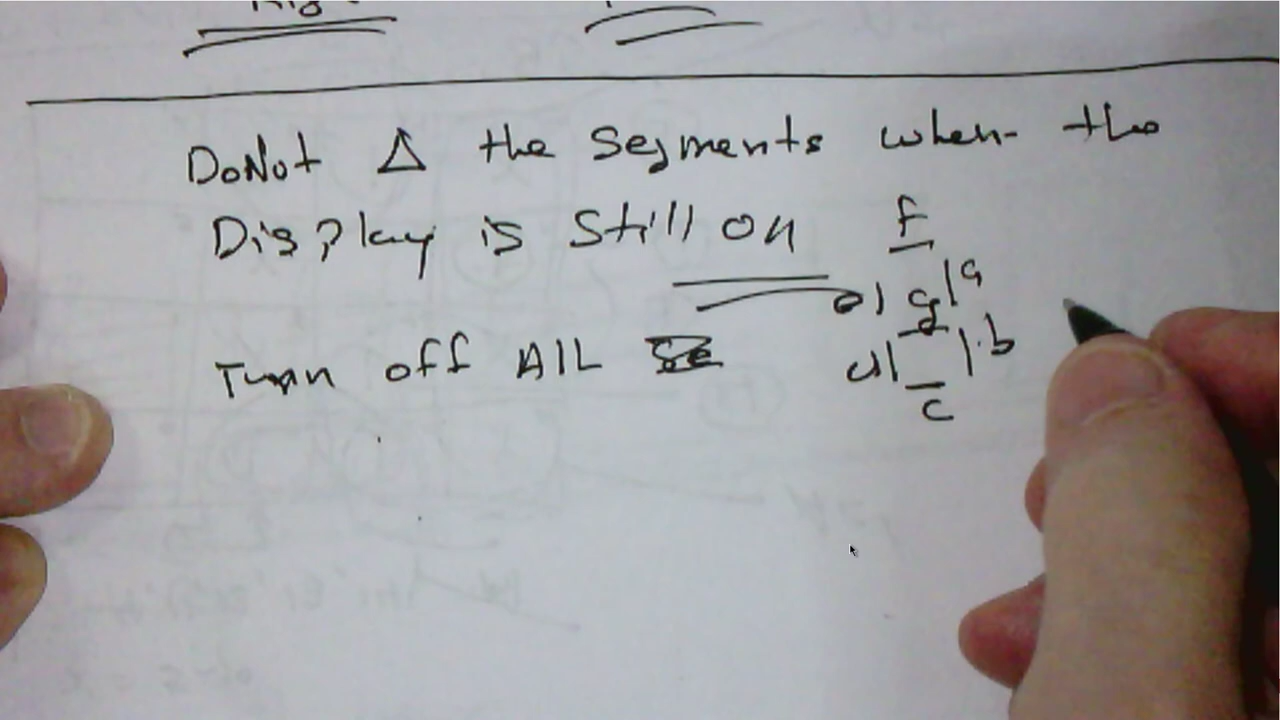 DoNot Δ the Segments when the
Display is Still on
Turn off All
f
e g a
d b
c